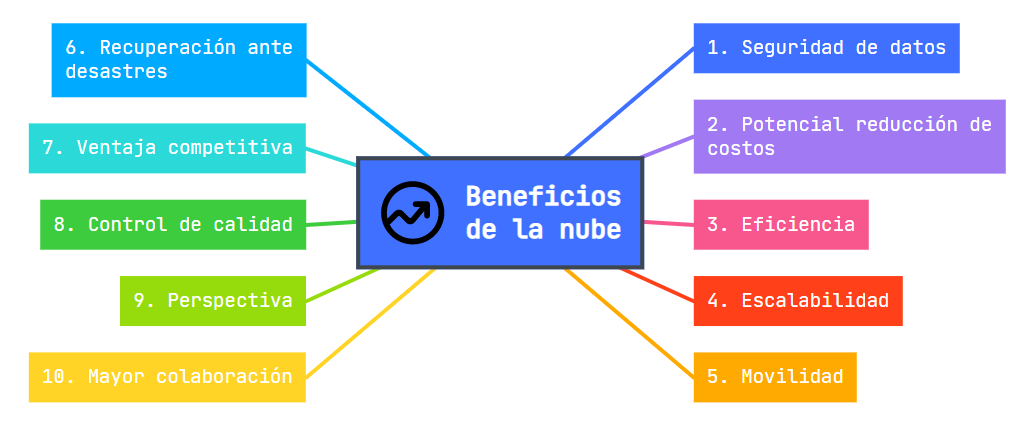 Beneficios
de la nube
1. Seguridad de datos
2. Potencial reducción de
costos
3. Eficiencia
4. Escalabilidad
5. Movilidad
6. Recuperación ante
desastres
7. Ventaja competitiva
8. Control de calidad
9. Perspectiva
10. Mayor colaboración